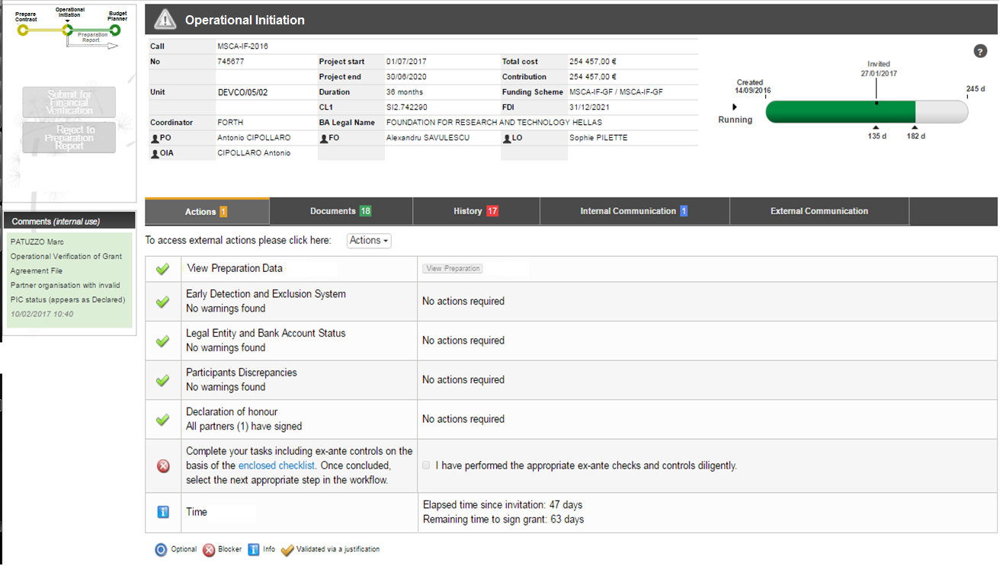 Prepare
Contract
Operational
Initiation
Budget
Planner
Preparation
Report
Submit for
Financial
Verification
Reject to
Preparation
Report
Comments (internal use)
PATUZZO Marc
Operational Verification of Grant
Agreement File
Partner organisation with invalid
PIC status (appears as Declared)
10/02/2017 10:40
Operational Initiation
Call MSCA-IF-2016
No 745677 Project start 01/07/2017 Total cost 254 457,00 €
Project end 30/06/2020 Contribution 254 457,00 €
Unit DEVCO/05/02 Duration 36 months Funding Scheme MSCA-IF-GF / MSCA-IF-GF
CL1 SI2.742290 FDI 31/12/2021
Coordinator FORTH BA Legal Name FOUNDATION FOR RESEARCH AND TECHNOLOGY HELLAS
PO Antonio CIPOLLARO FO Alexandru SAVULESCU LO Sophie PILETTE
OIA CIPOLLARO Antonio
?
Invited
27/01/2017
Created
14/09/2016
245 d
Running
135 d 182 d
Actions 1 Documents 18 History 17 Internal Communication 1 External Communication
To access external actions please click here: Actions
View Preparation Data View Preparation
Early Detection and Exclusion System
No warnings found
No actions required
Legal Entity and Bank Account Status
No warnings found
No actions required
Participants Discrepancies
No warnings found
No actions required
Declaration of honour
All partners (1) have signed
No actions required
Complete your tasks including ex-ante controls on the
basis of the enclosed checklist. Once concluded,
select the next appropriate step in the workflow.
I have performed the appropriate ex-ante checks and controls diligently.
Time
Elapsed time since invitation: 47 days
Remaining time to sign grant: 63 days
Optional Blocker Info Validated via a justification